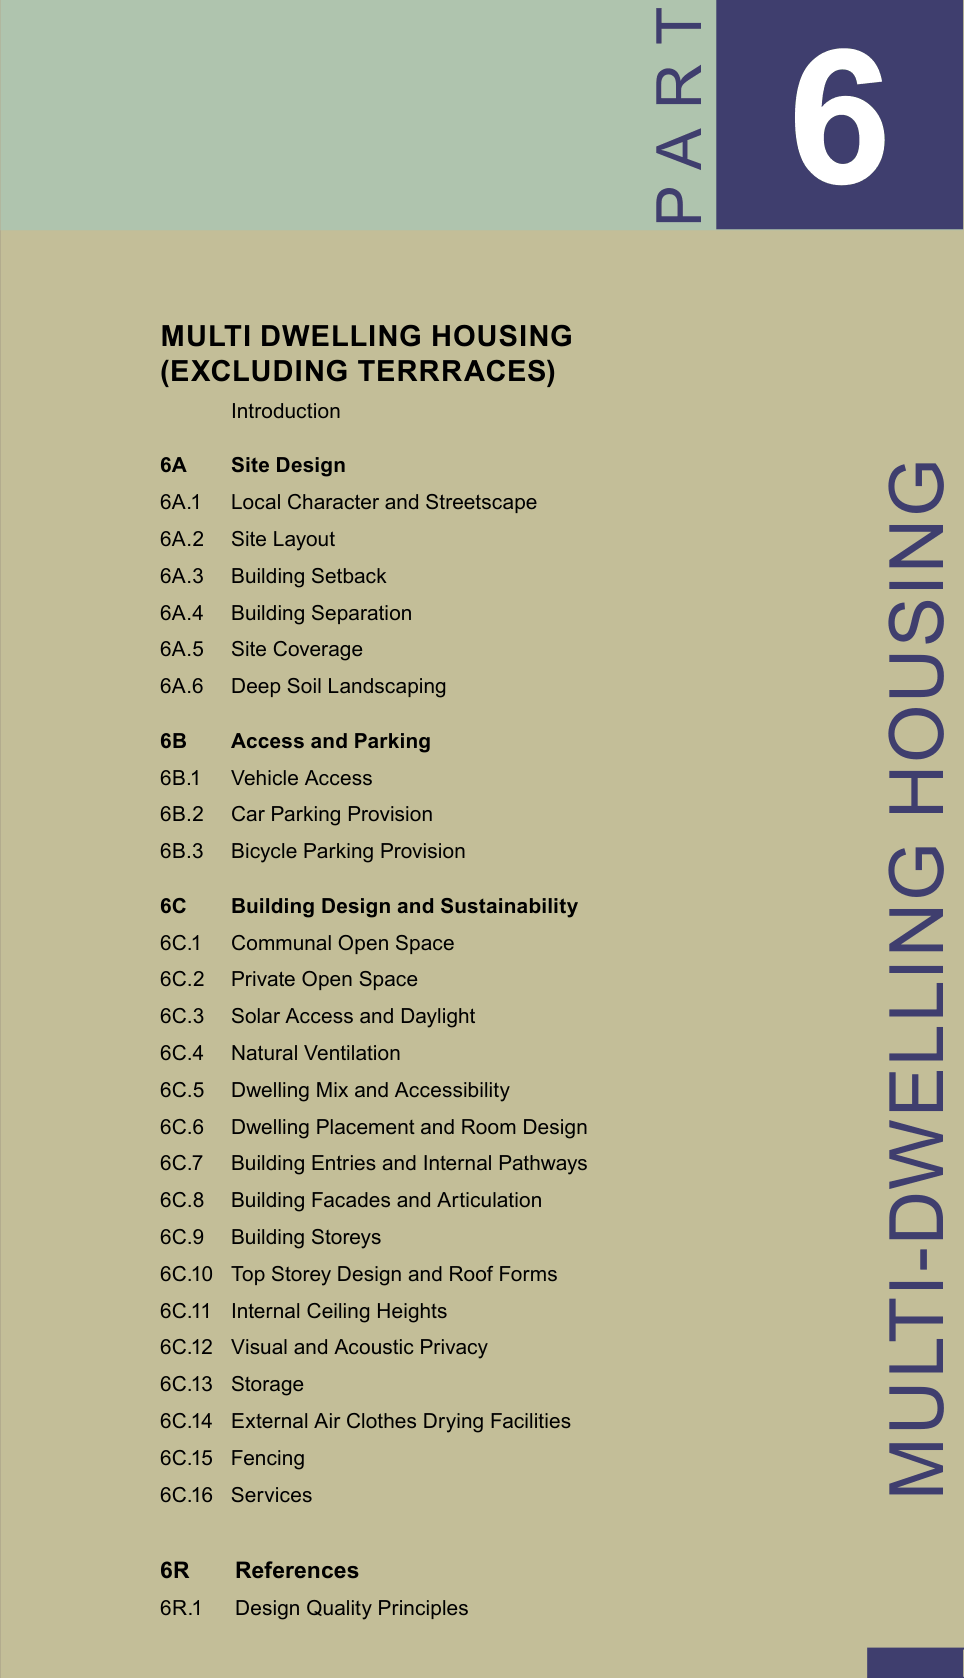 PART
6
MULTI DWELLING HOUSING
(EXCLUDING TERRRACES)
Introduction
6A Site Design
6A.1 Local Character and Streetscape
6A.2 Site Layout
6A.3 Building Setback
6A.4 Building Separation
6A.5 Site Coverage
6A.6 Deep Soil Landscaping
6B Access and Parking
6B.1 Vehicle Access
6B.2 Car Parking Provision
6B.3 Bicycle Parking Provision
6C Building Design and Sustainability
6C.1 Communal Open Space
6C.2 Private Open Space
6C.3 Solar Access and Daylight
6C.4 Natural Ventilation
6C.5 Dwelling Mix and Accessibility
6C.6 Dwelling Placement and Room Design
6C.7 Building Entries and Internal Pathways
6C.8 Building Facades and Articulation
6C.9 Building Storeys
6C.10 Top Storey Design and Roof Forms
6C.11 Internal Ceiling Heights
6C.12 Visual and Acoustic Privacy
6C.13 Storage
6C.14 External Air Clothes Drying Facilities
6C.15 Fencing
6C.16 Services
6R References
6R.1 Design Quality Principles
MULTI-DWELLING HOUSING